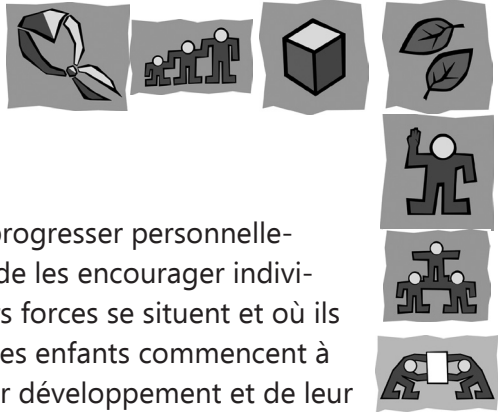 progresser personnelle-
de les encourager indivi-
rs forces se situent et où ils
es enfants commencent à
r développement et de leur